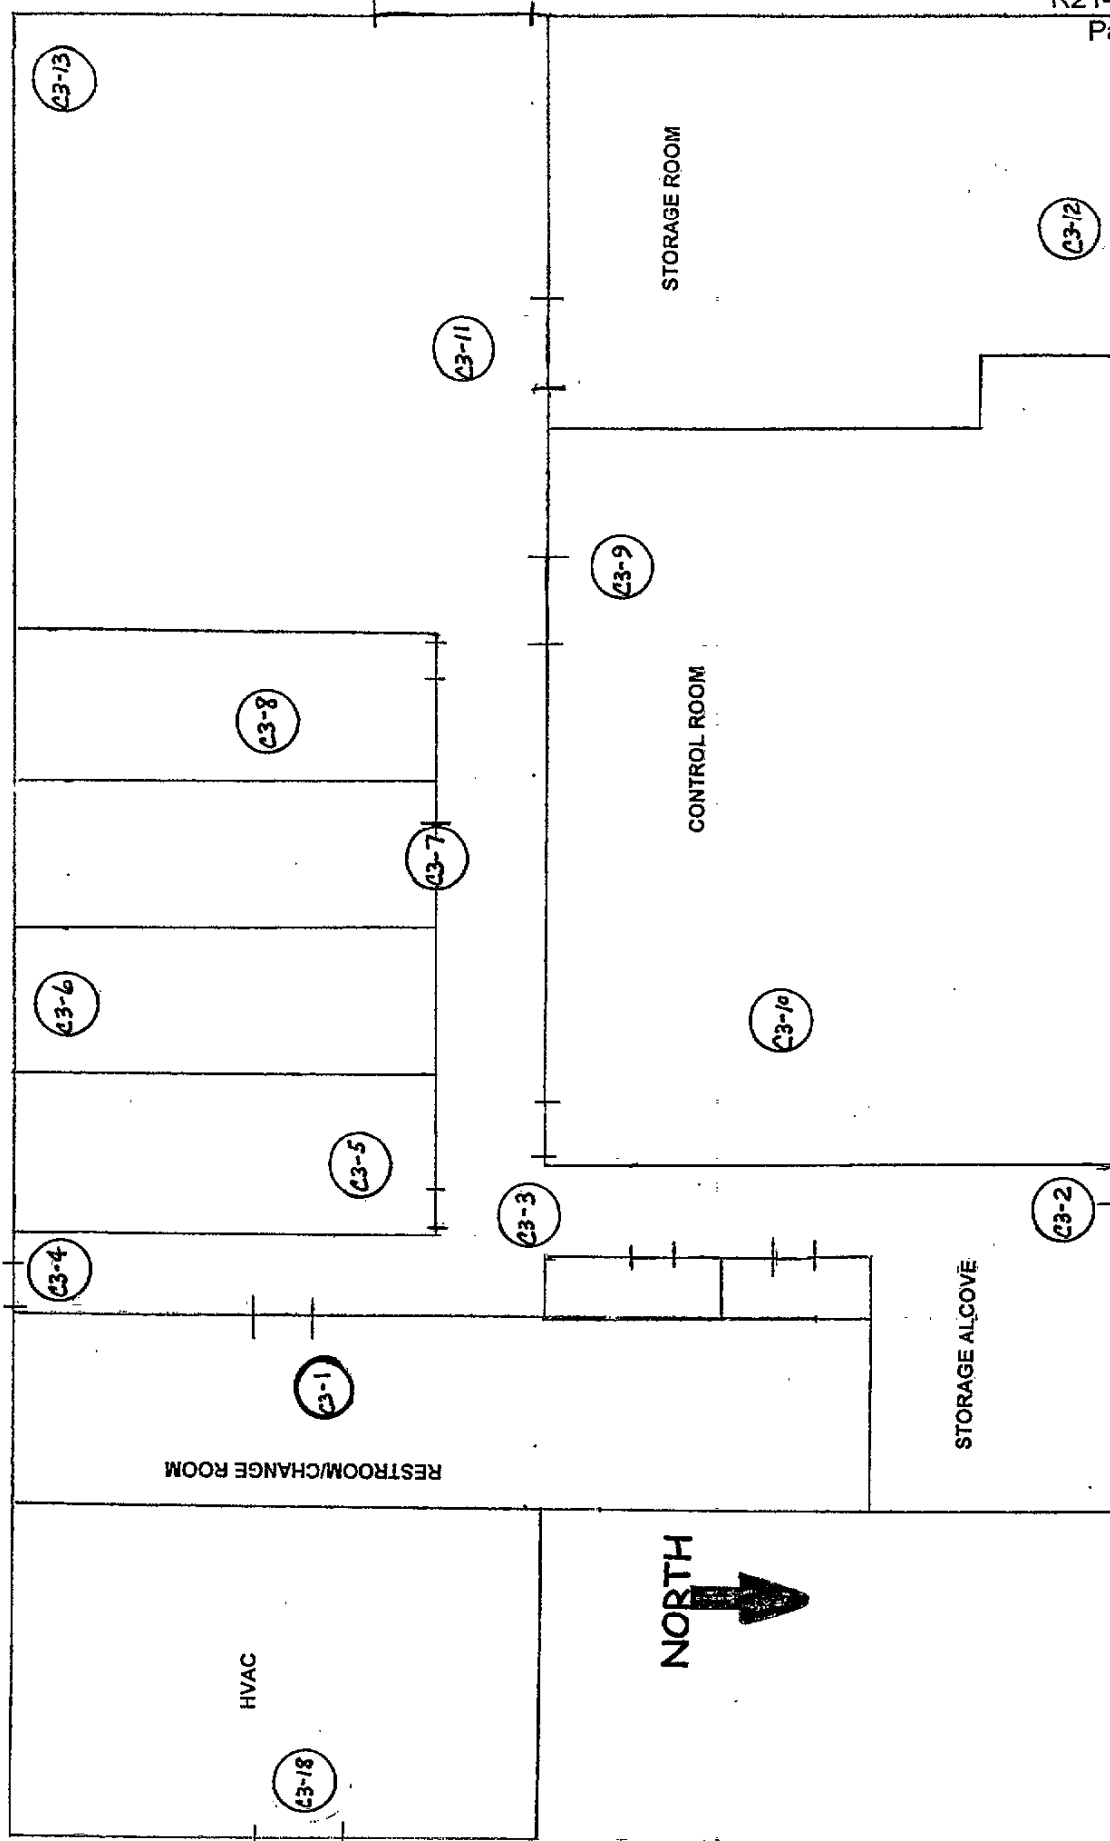 R21-
Pa
C3-13
STORAGE ROOM
C3-12
C3-11
C3-9
C3-8
CONTROL ROOM
C3-7
C3-6
C3-10
C3-5
C3-3
C3-2
C3-4
STORAGE ALCOVE
C3-1
RESTROOM/CHANGE ROOM
NORTH
HVAC
C3-18